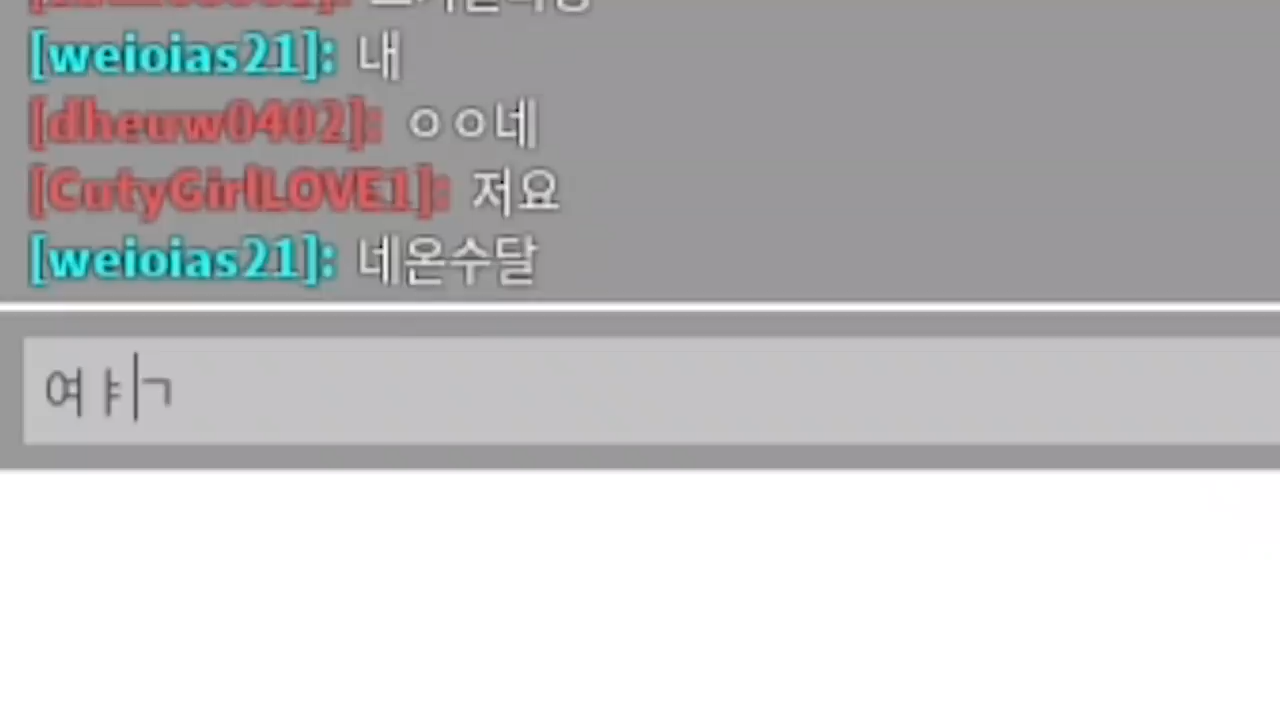 [weioias21]: 내
[dheuw0402]: ㅇㅇ네
[CutyGirlLOVE1]: 저요
[weioias21]: 네온수달
여ㅑㄱ